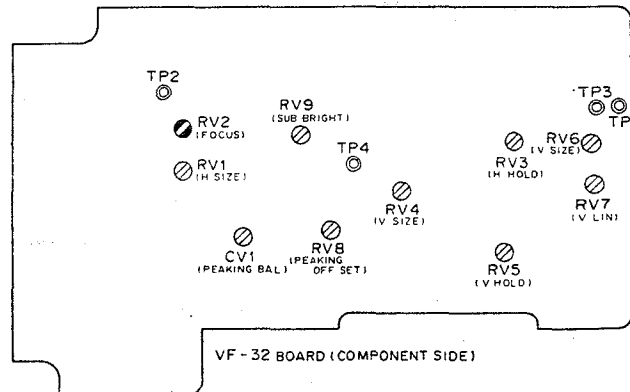 TP2
RV2
(FOCUS)
RV1
(H SIZE)
RV9
(SUB BRIGHT)
TP4
TP3
TP
RV6
(V SIZE)
RV3
(H HOLD)
RV7
(V LIN)
RV4
(V SIZE)
CV1
(PEAKING BAL)
RV8
(PEAKING
OFF SET)
RV5
(V HOLD)
VF-32 BOARD (COMPONENT SIDE)